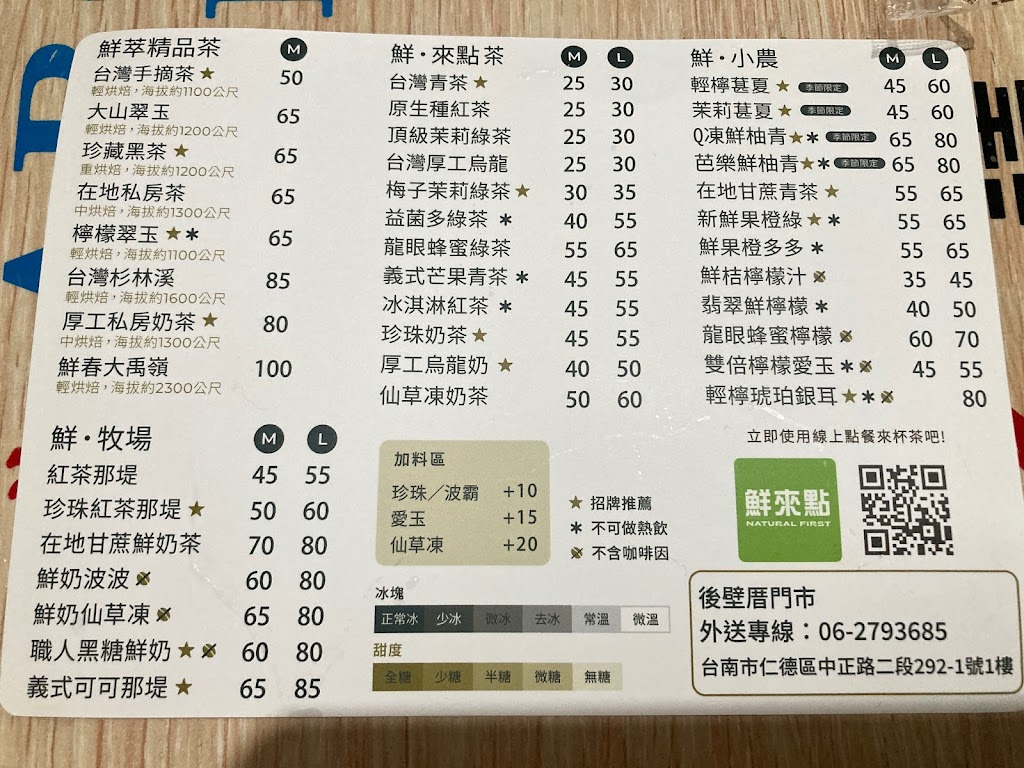 鮮萃精品茶 M
台灣手摘茶★ 50
輕烘焙，海拔約1100公尺
大山翠玉 65
輕烘焙，海拔約1200公尺
珍藏黑茶★ 65
重烘焙，海拔約1200公尺
在地私房茶 65
中烘焙，海拔約1300公尺
檸檬翠玉★* 65
輕烘焙，海拔約1100公尺
台灣杉林溪 85
輕烘焙，海拔約1600公尺
厚工私房奶茶★ 80
中烘焙，海拔約1300公尺
鮮春大禹嶺 100
輕烘焙，海拔約2300公尺
鮮·來點茶 M L
台灣青茶★ 25 30
原生種紅茶 25 30
頂級茉莉綠茶 25 30
台灣厚工烏龍 25 30
梅子茉莉綠茶★ 30 35
益菌多綠茶* 40 55
龍眼蜂蜜綠茶 55 65
義式芒果青茶* 45 55
冰淇淋紅茶* 45 55
珍珠奶茶★ 45 55
厚工烏龍奶★ 40 50
仙草凍奶茶 50 60
鮮·小農 M L
輕檸葚夏★ 季節限定 45 60
茉莉葚夏★ 季節限定 45 60
Q凍鮮柚青★* 季節限定 65 80
芭樂鮮柚青★* 季節限定 65 80
在地甘蔗青茶★ 55 65
新鮮果橙綠★* 55 65
鮮果橙多多* 55 65
鮮桔檸檬汁 35 45
翡翠鮮檸檬* 40 50
龍眼蜂蜜檸檬 60 70
雙倍檸檬愛玉* 45 55
輕檸琥珀銀耳★* 80
鮮·牧場 M L
紅茶那堤 45 55
珍珠紅茶那堤★ 50 60
在地甘蔗鮮奶茶 70 80
鮮奶波波 60 80
鮮奶仙草凍 65 80
職人黑糖鮮奶★ 60 80
義式可可那堤★ 65 85
加料區
珍珠／波霸 +10
愛玉 +15
仙草凍 +20
★ 招牌推薦
* 不可做熱飲
不含咖啡因
冰塊
正常冰 少冰 微冰 去冰 常溫 微溫
甜度
全糖 少糖 半糖 微糖 無糖
立即使用線上點餐來杯茶吧!
鮮來點
NATURAL FIRST
後壁厝門市
外送專線：06-2793685
台南市仁德區中正路二段292-1號1樓